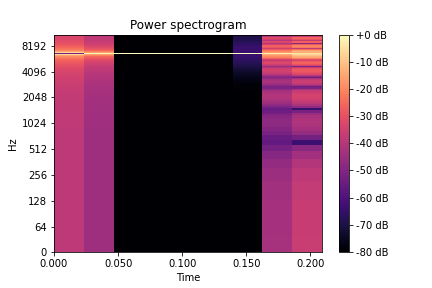 Power spectrogram
Hz
8192
4096
2048
1024
512
256
128
64
0
0.000
0.050
0.100
0.150
0.200
Time
+0 dB
-10 dB
-20 dB
-30 dB
-40 dB
-50 dB
-60 dB
-70 dB
-80 dB